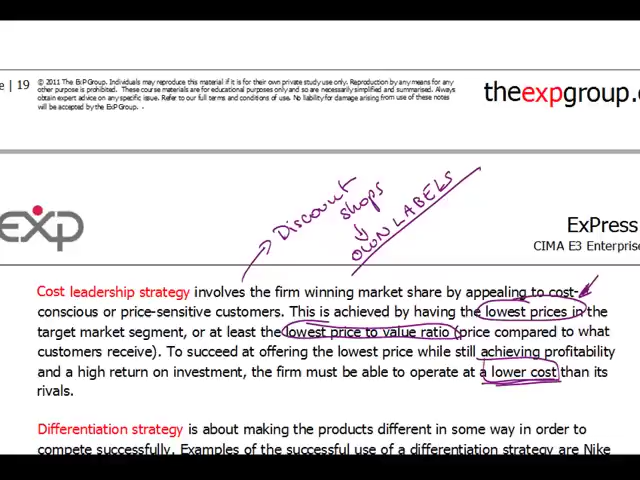 e | 19
© 2011 The ExP Group. Individuals may reproduce this material if it is for their own private study use only. Reproduction by any means for any
other purpose is prohibited. These course materials are for educational purposes only and so are necessarily simplified and summarised. Always
obtain expert advice on any specific issue. Refer to our full terms and conditions of use. No liability for damage arising from use of these notes
will be accepted by the ExP Group. .
theexpgroup.c
Discount
shops
OWN LABELS
exp
ExPress
CIMA E3 Enterprise
Cost leadership strategy involves the firm winning market share by appealing to cost-
conscious or price-sensitive customers. This is achieved by having the lowest prices in the
target market segment, or at least the lowest price to value ratio (price compared to what
customers receive). To succeed at offering the lowest price while still achieving profitability
and a high return on investment, the firm must be able to operate at a lower cost than its
rivals.
Differentiation strategy is about making the products different in some way in order to
compete successfully. Examples of the successful use of a differentiation strategy are Nike